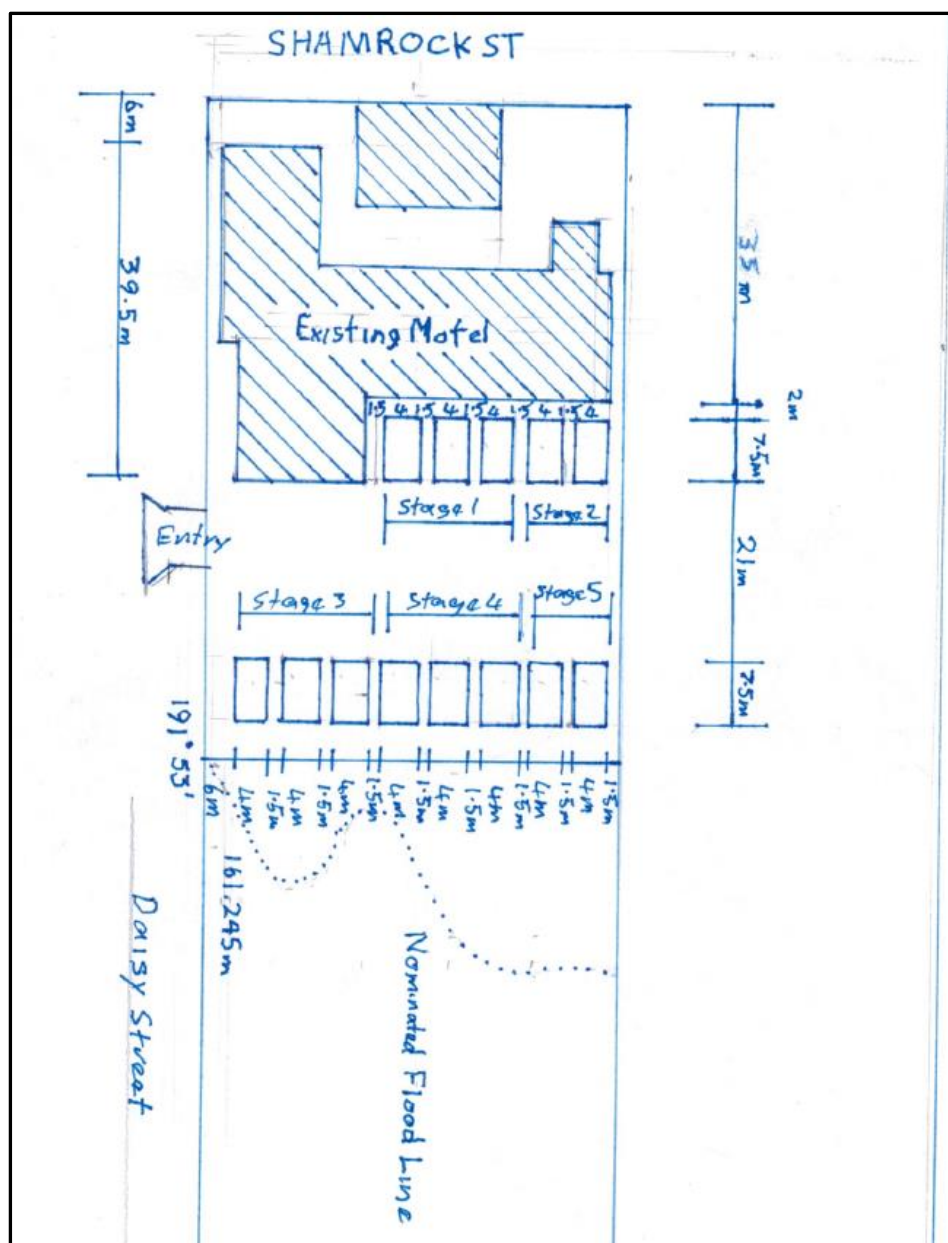 SHAMROCK ST
6m
39.5m
35m
2m
7.5m
21m
7.5m
Existing Motel
1.5 4 1.5 4 1.5 4 1.5 4 1.5 4
Stage 1
Stage 2
Entry
Stage 3
Stage 4
Stage 5
191° 53'
6m 4m 1.5m 4m 1.5m 4m 1.5m 4m 1.5m 4m 1.5m 4m 1.5m 4m 1.5m 4m 1.5m
161.245m
Daisy Street
Nominated Flood Line